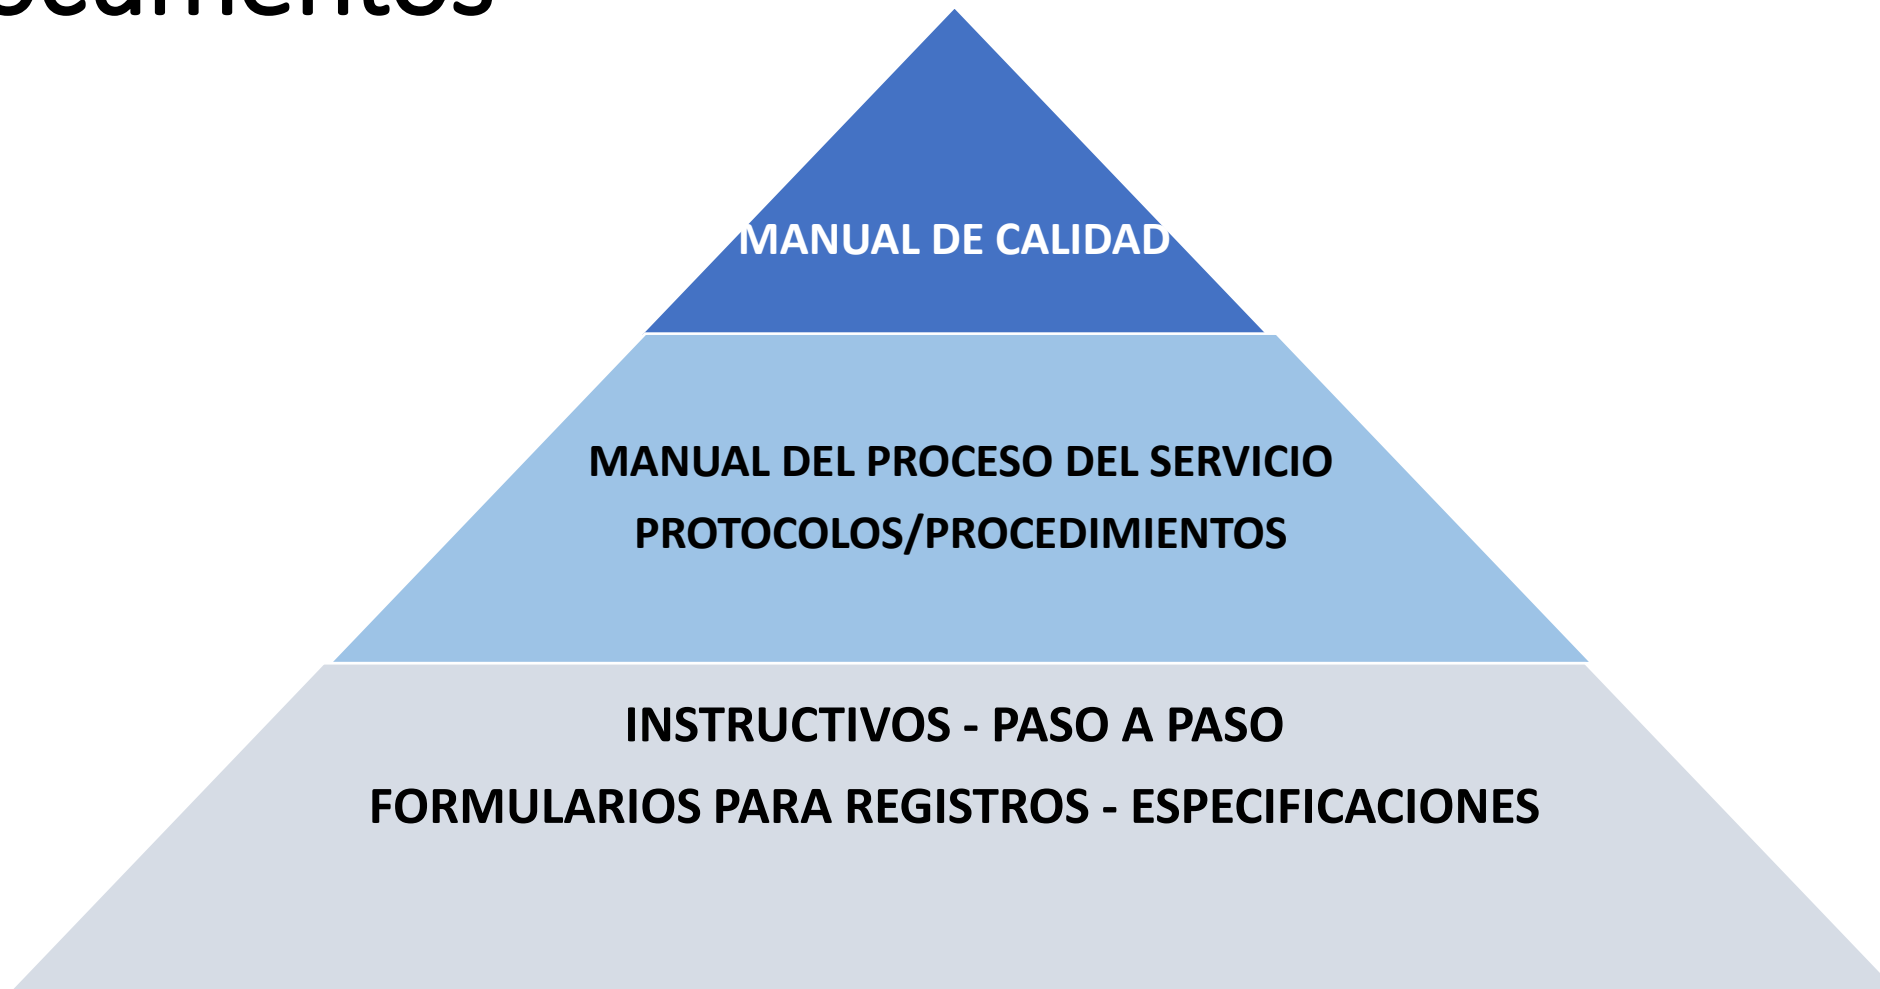 MANUAL DE CALIDAD
MANUAL DEL PROCESO DEL SERVICIO
PROTOCOLOS/PROCEDIMIENTOS
INSTRUCTIVOS - PASO A PASO
FORMULARIOS PARA REGISTROS - ESPECIFICACIONES